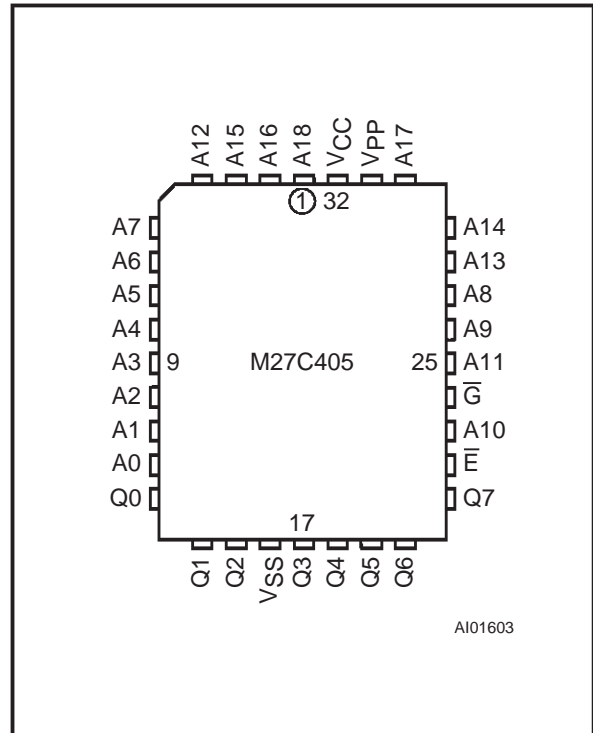 A12 A15 A16 A18 VCC VPP A17
1 32
A7 A14
A6 A13
A5 A8
A4 A9
A3 9 M27C405 25 A11
A2 G̅
A1 A10
A0 E̅
Q0 Q7
17
Q1 Q2 VSS Q3 Q4 Q5 Q6
AI01603